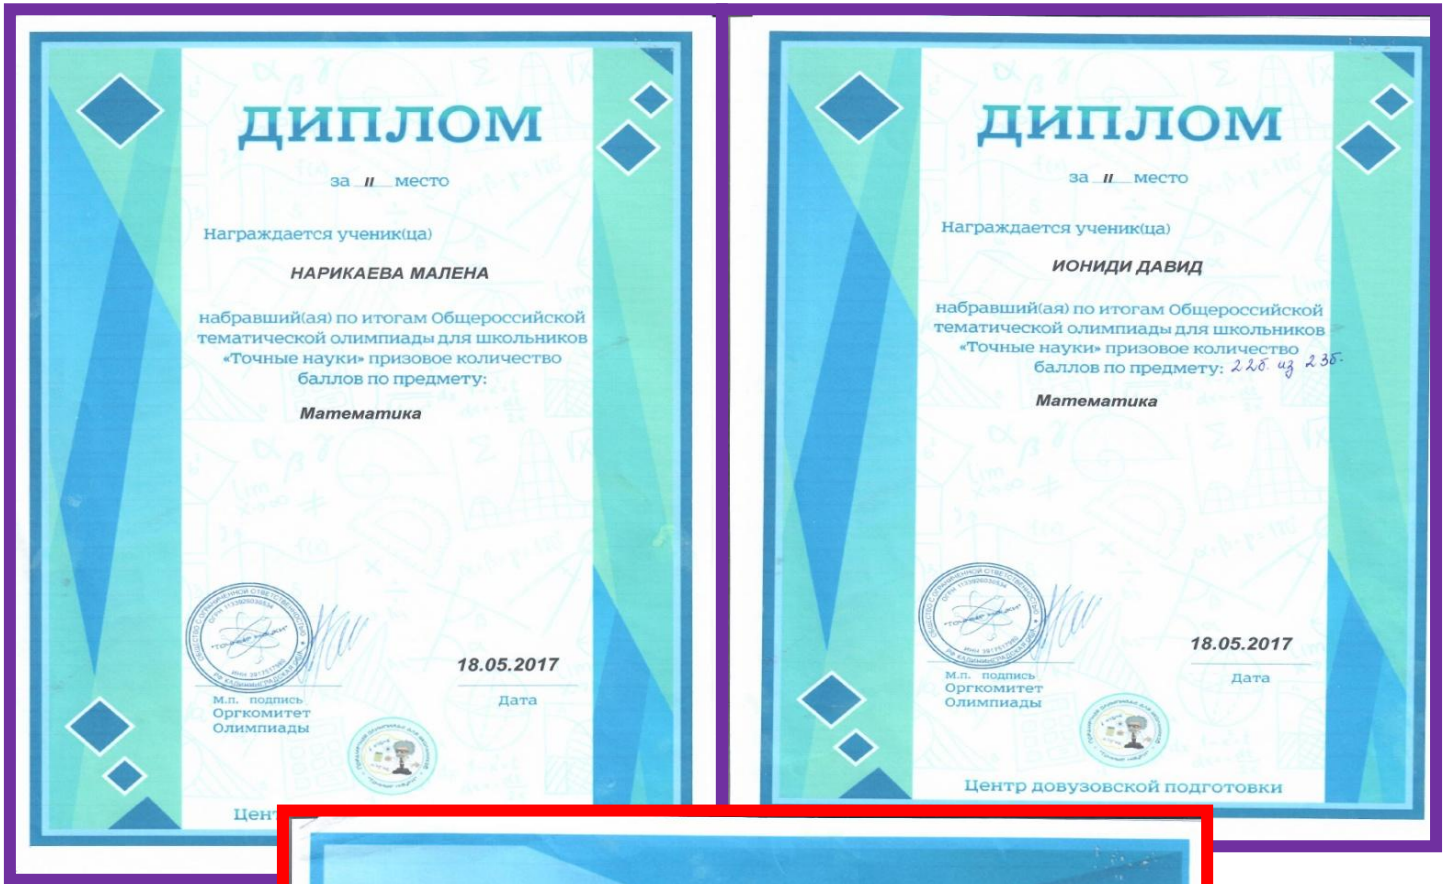 ДИПЛОМ
за II место
Награждается ученик(ца)
НАРИКАЕВА МАЛЕНА
набравший(ая) по итогам Общероссийской
тематической олимпиады для школьников
«Точные науки» призовое количество
баллов по предмету:
Математика
18.05.2017
М.п. подпись
Дата
Оргкомитет
Олимпиады
Цент
ДИПЛОМ
за II место
Награждается ученик(ца)
ИОНИДИ ДАВИД
набравший(ая) по итогам Общероссийской
тематической олимпиады для школьников
«Точные науки» призовое количество
баллов по предмету: 22б. из 23б.
Математика
18.05.2017
М.п. подпись
Дата
Оргкомитет
Олимпиады
Центр довузовской подготовки